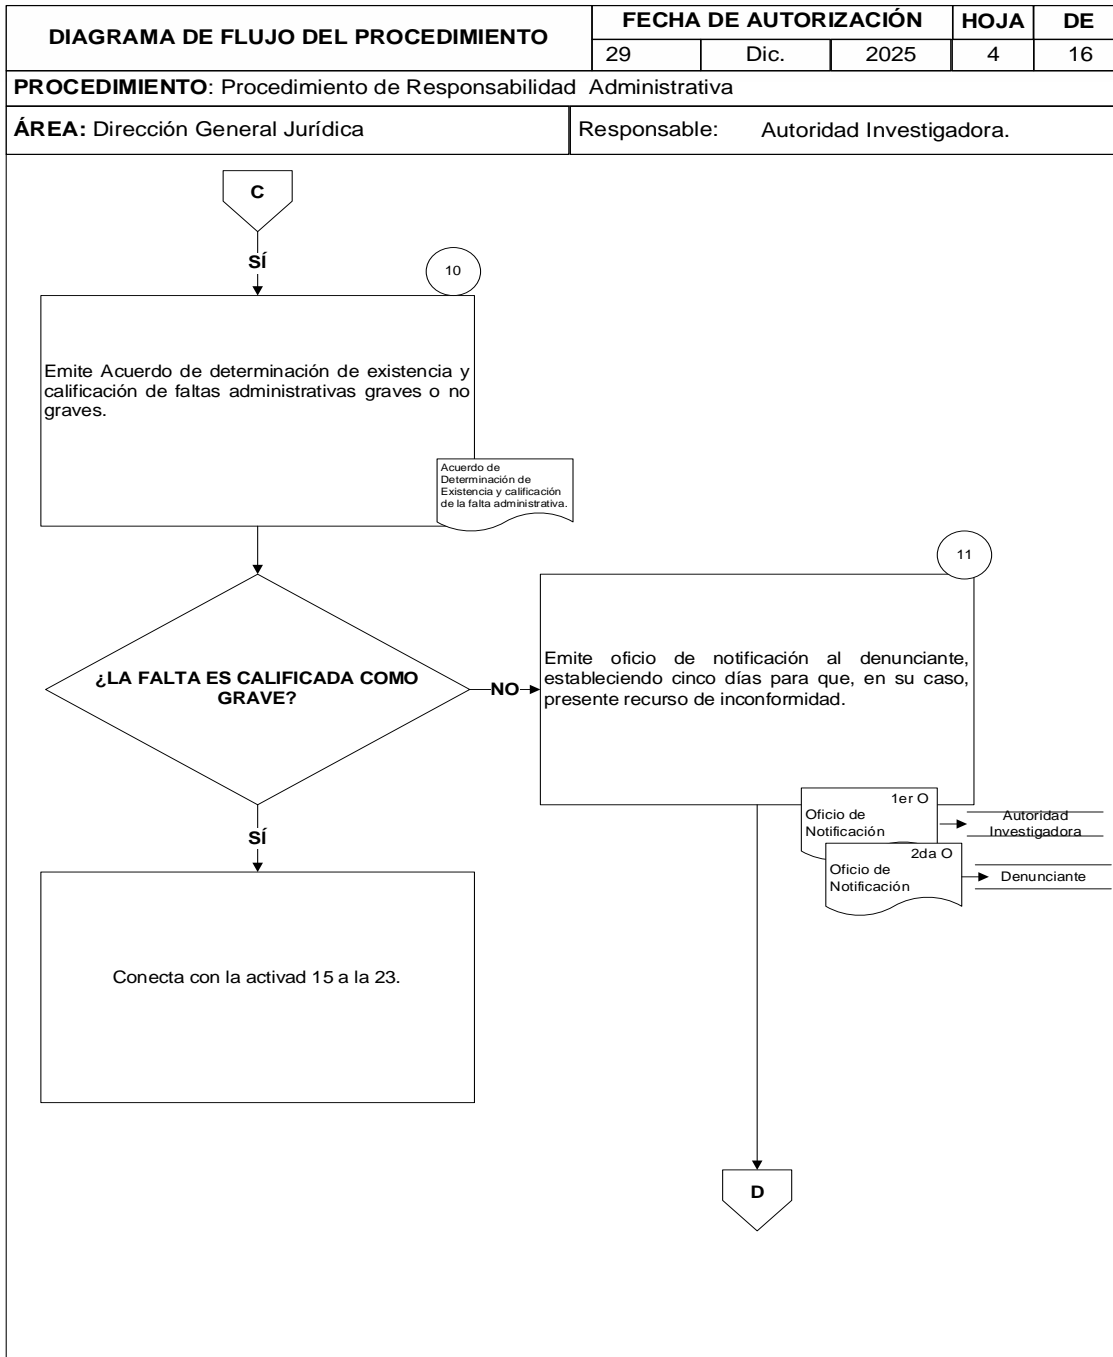 DIAGRAMA DE FLUJO DEL PROCEDIMIENTO
FECHA DE AUTORIZACIÓN
HOJA
DE
29
Dic.
2025
4
16
PROCEDIMIENTO: Procedimiento de Responsabilidad Administrativa
ÁREA: Dirección General Jurídica
Responsable: Autoridad Investigadora.
C
SÍ
10
Emite Acuerdo de determinación de existencia y
calificación de faltas administrativas graves o no
graves.
Acuerdo de
Determinación de
Existencia y calificación
de la falta administrativa.
¿LA FALTA ES CALIFICADA COMO
GRAVE?
NO
11
Emite oficio de notificación al denunciante,
estableciendo cinco días para que, en su caso,
presente recurso de inconformidad.
1er O
Oficio de
Notificación
Autoridad
Investigadora
2da O
Oficio de
Notificación
Denunciante
SÍ
Conecta con la activad 15 a la 23.
D